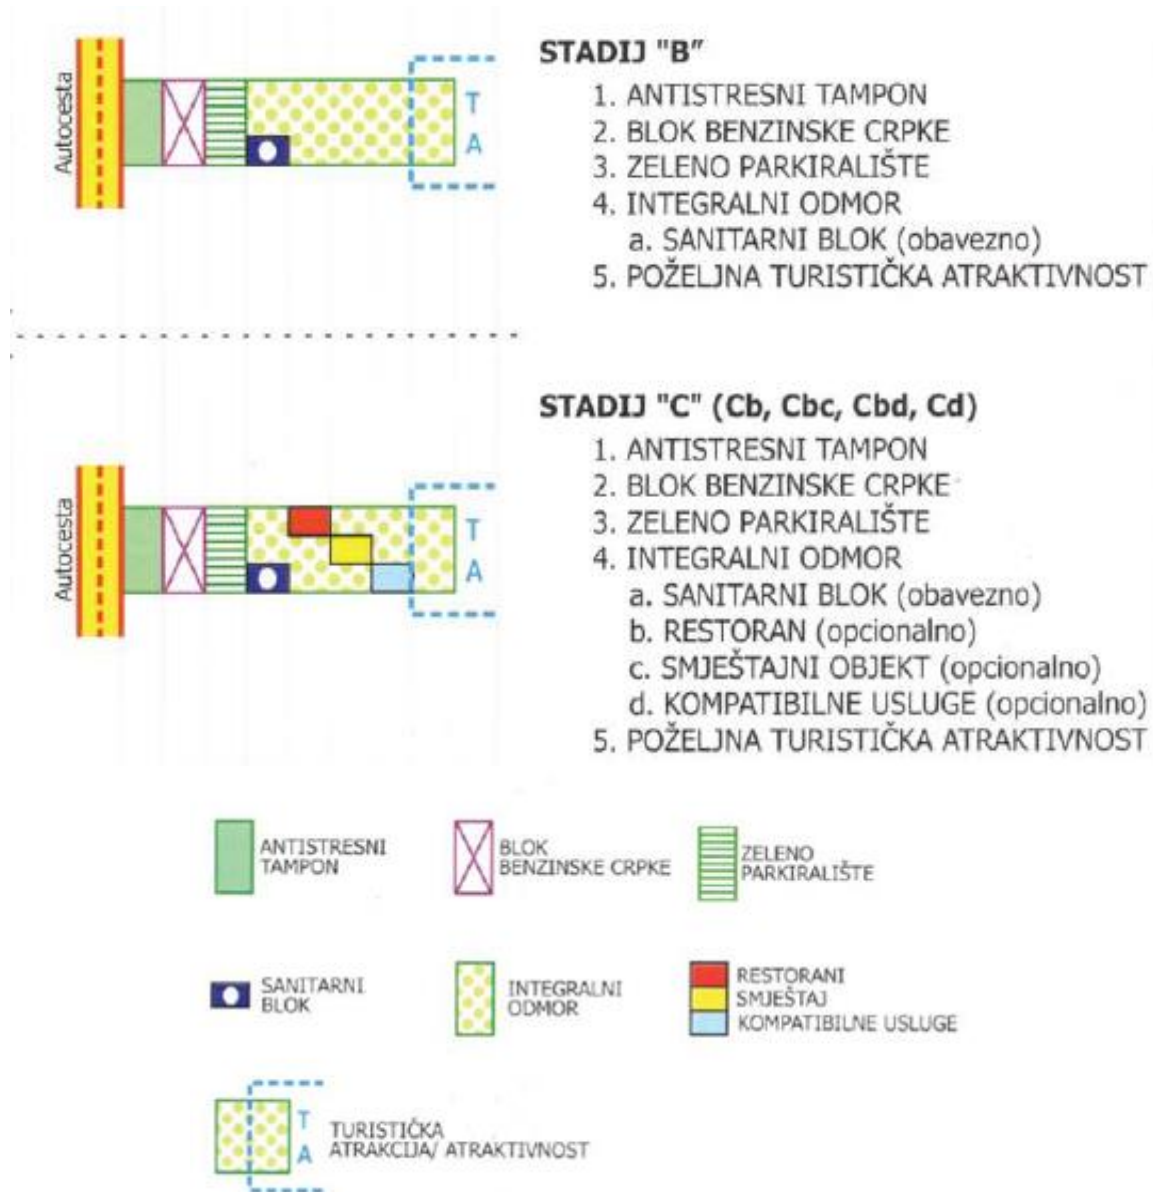 Autocesta
T
A
STADIJ "B"
1. ANTISTRESNI TAMPON
2. BLOK BENZINSKE CRPKE
3. ZELENO PARKIRALIŠTE
4. INTEGRALNI ODMOR
a. SANITARNI BLOK (obavezno)
5. POŽELJNA TURISTIČKA ATRAKTIVNOST
Autocesta
T
A
STADIJ "C" (Cb, Cbc, Cbd, Cd)
1. ANTISTRESNI TAMPON
2. BLOK BENZINSKE CRPKE
3. ZELENO PARKIRALIŠTE
4. INTEGRALNI ODMOR
a. SANITARNI BLOK (obavezno)
b. RESTORAN (opcionalno)
c. SMJEŠTAJNI OBJEKT (opcionalno)
d. KOMPATIBILNE USLUGE (opcionalno)
5. POŽELJNA TURISTIČKA ATRAKTIVNOST
ANTISTRESNI
TAMPON
BLOK
BENZINSKE CRPKE
ZELENO
PARKIRALIŠTE
SANITARNI
BLOK
INTEGRALNI
ODMOR
RESTORANI
SMJEŠTAJ
KOMPATIBILNE USLUGE
T
A
TURISTIČKA
ATRAKCIJA/ ATRAKTIVNOST